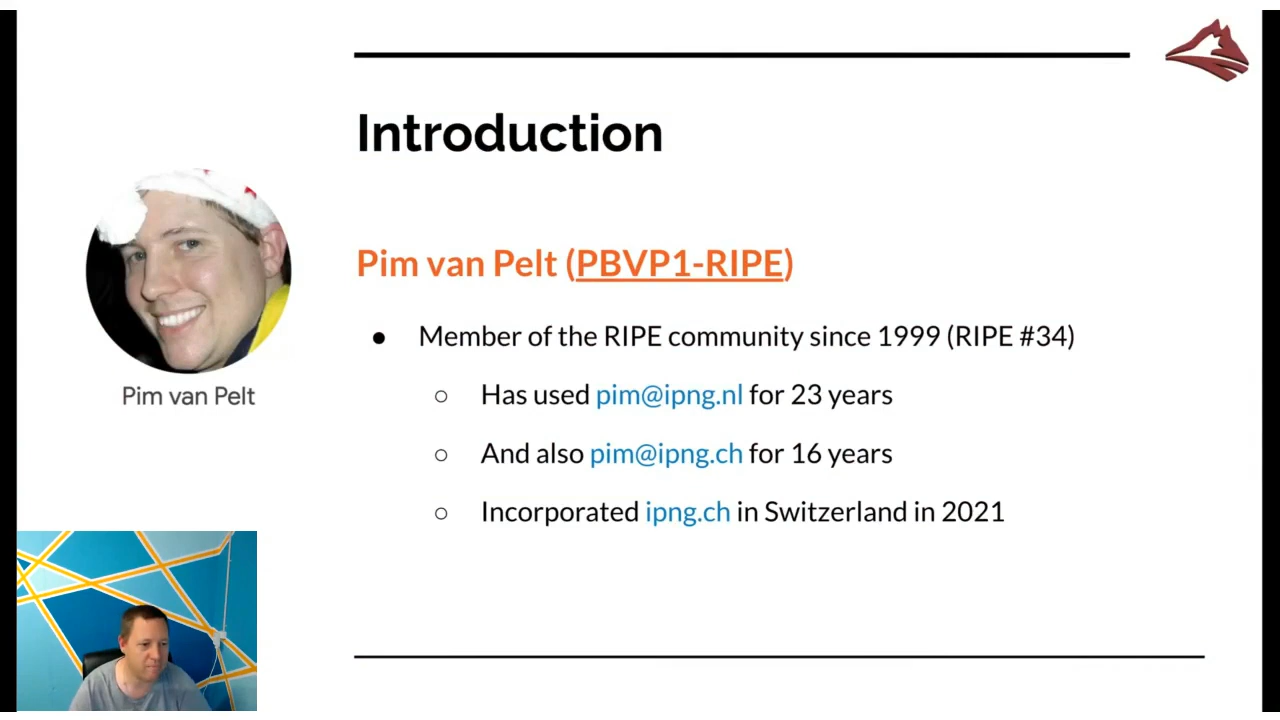 Introduction
Pim van Pelt (PBVP1-RIPE)
Pim van Pelt
● Member of the RIPE community since 1999 (RIPE #34)
○ Has used pim@ipng.nl for 23 years
○ And also pim@ipng.ch for 16 years
○ Incorporated ipng.ch in Switzerland in 2021